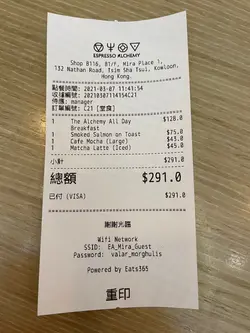 ESPRESSO ALCHEMY
Shop B116, B1/F, Mira Place 1,
132 Nathan Road, Tsim Sha Tsui, Kowloon,
Hong Kong.
點餐時間: 2021-03-07 11:41:54
收據編號: 20210307114154C21
侍應: manager
訂單編號: C21 [堂食]
1 The Alchemy All Day $128.0
Breakfast
1 Smoked Salmon on Toast $75.0
1 Cafe Mocha (Large) $43.0
1 Matcha Latte [Iced] $45.0
小計 $291.0
總額 $291.0
已付 (VISA) $291.0
謝謝光臨
Wifi Network
SSID: EA_Mira_Guest
Password: valar_morghulis
Powered by Eats365
重印